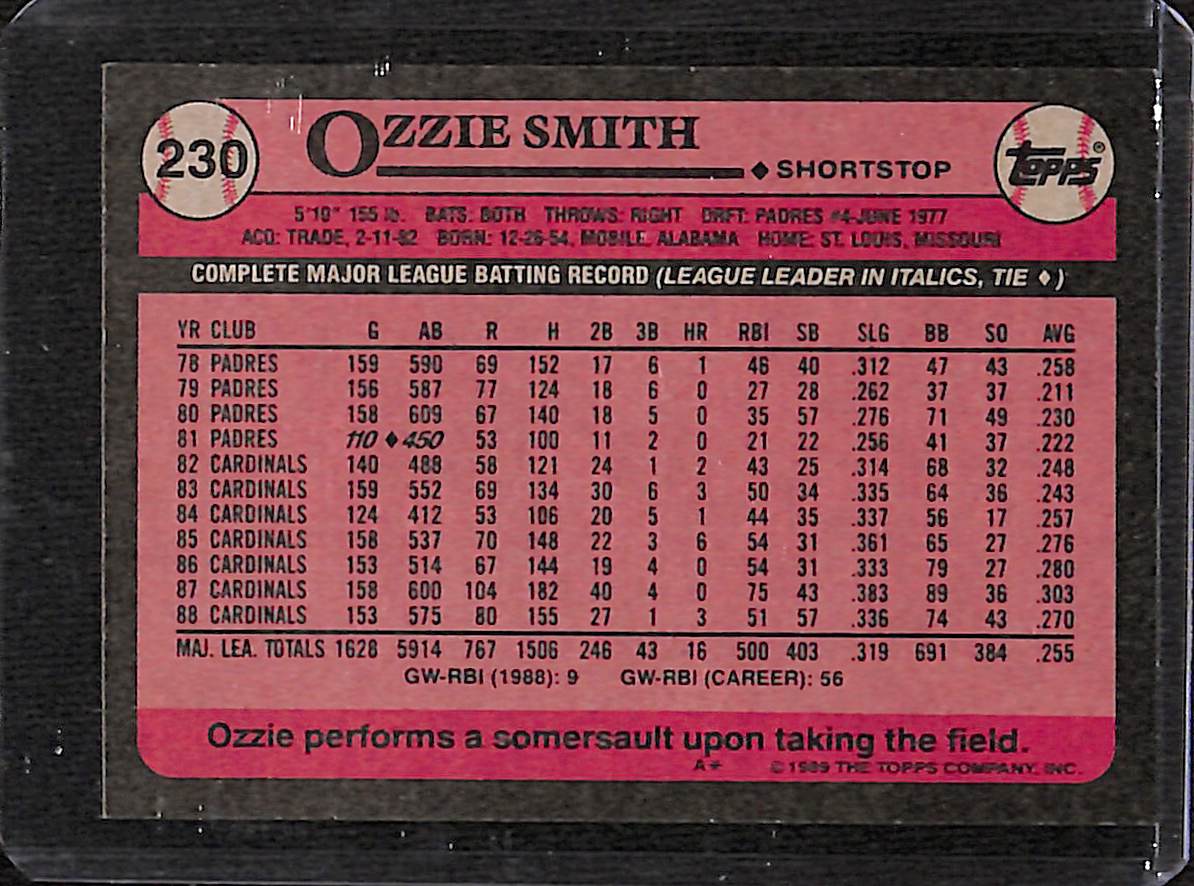 230
OZZIE SMITH
◆ SHORTSTOP
TOPPS®
5'10" 155 lb. BATS: BOTH THROWS: RIGHT DRFT: PADRES #4-JUNE 1977
ACQ: TRADE, 2-11-82 BORN: 12-26-54, MOBILE, ALABAMA HOME: ST. LOUIS, MISSOURI
COMPLETE MAJOR LEAGUE BATTING RECORD (LEAGUE LEADER IN ITALICS, TIE ◆)
YR CLUB G AB R H 2B 3B HR RBI SB SLG BB SO AVG
78 PADRES 159 590 69 152 17 6 1 46 40 .312 47 43 .258
79 PADRES 156 587 77 124 18 6 0 27 28 .262 37 37 .211
80 PADRES 158 609 67 140 18 5 0 35 57 .276 71 49 .230
81 PADRES 110 ◆450 53 100 11 2 0 21 22 .256 41 37 .222
82 CARDINALS 140 488 58 121 24 1 2 43 25 .314 68 32 .248
83 CARDINALS 159 552 69 134 30 6 3 50 34 .335 64 36 .243
84 CARDINALS 124 412 53 106 20 5 1 44 35 .337 56 17 .257
85 CARDINALS 158 537 70 148 22 3 6 54 31 .361 65 27 .276
86 CARDINALS 153 514 67 144 19 4 0 54 31 .333 79 27 .280
87 CARDINALS 158 600 104 182 40 4 0 75 43 .383 89 36 .303
88 CARDINALS 153 575 80 155 27 1 3 51 57 .336 74 43 .270
MAJ. LEA. TOTALS 1628 5914 767 1506 246 43 16 500 403 .319 691 384 .255
GW-RBI (1988): 9 GW-RBI (CAREER): 56
Ozzie performs a somersault upon taking the field.
A* © 1989 THE TOPPS COMPANY, INC.